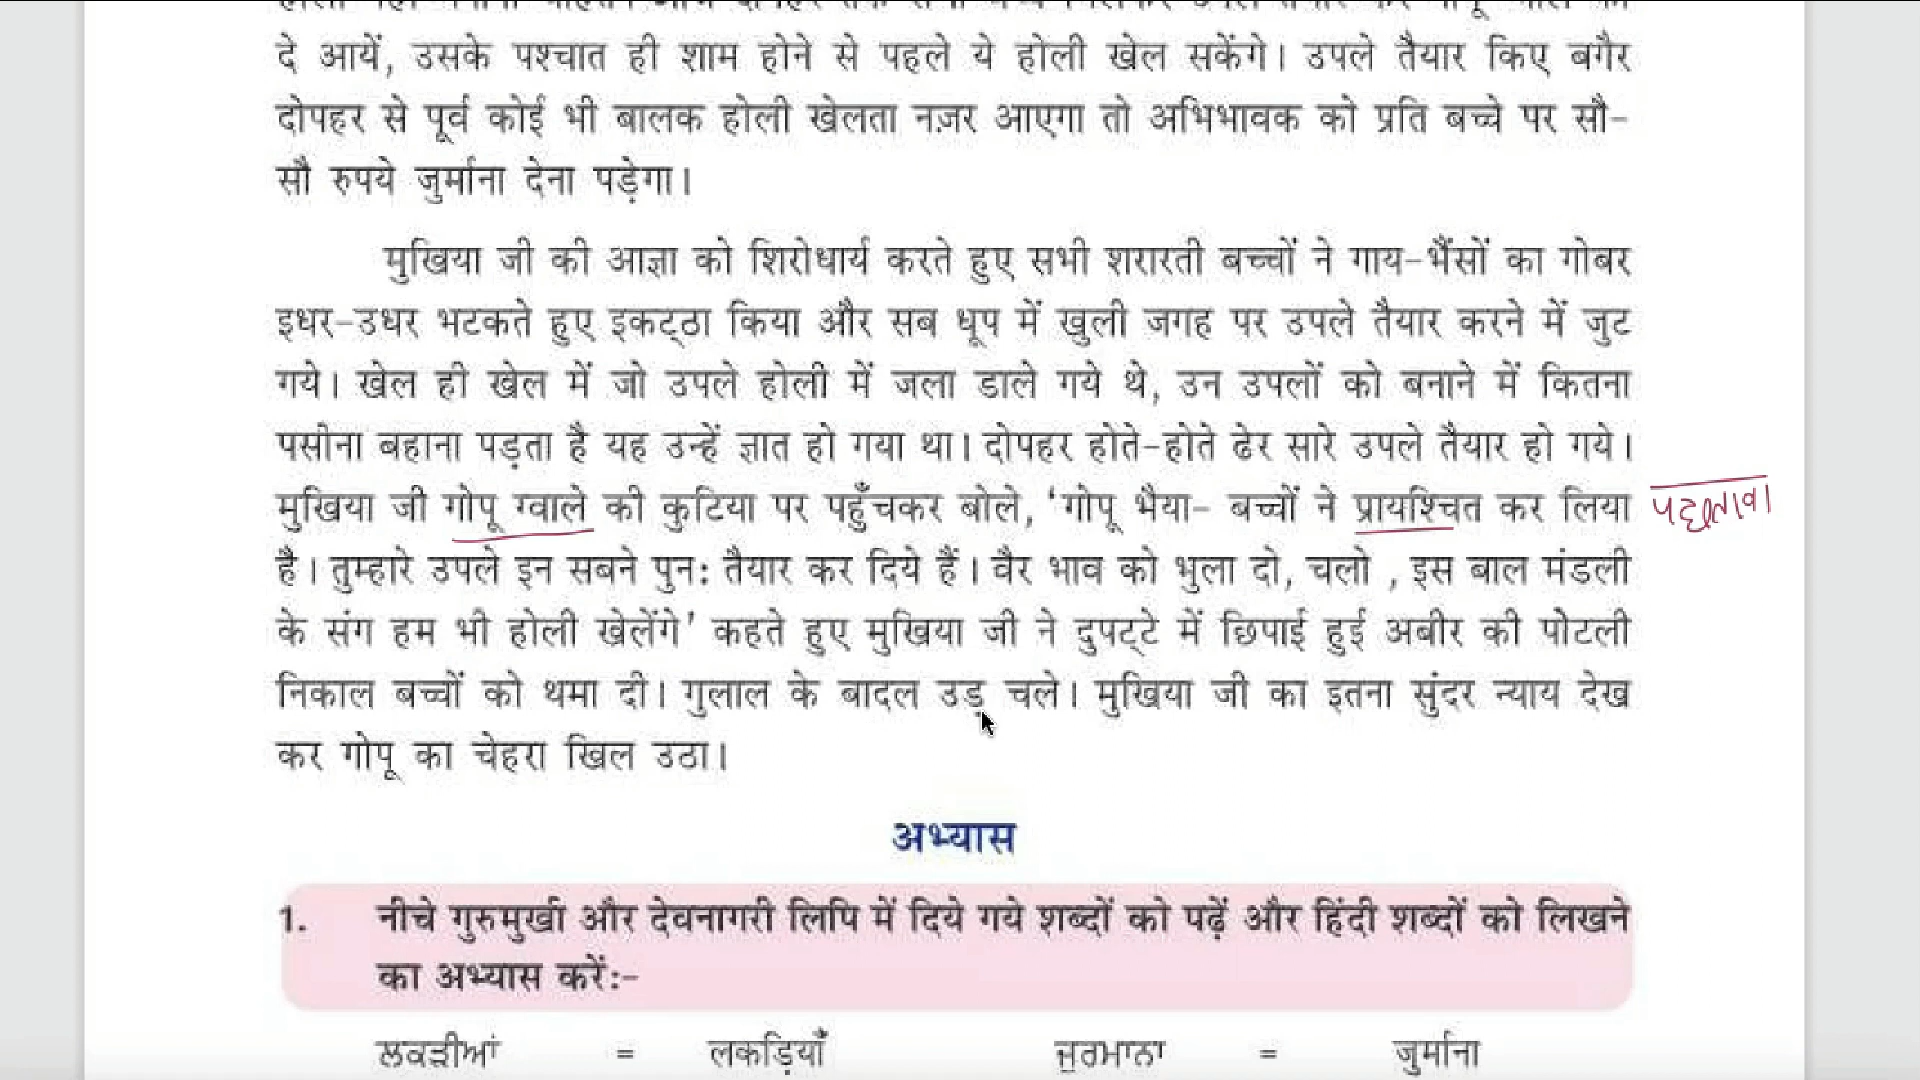 दे आयें, उसके पश्चात ही शाम होने से पहले ये होली खेल सकेंगे। उपले तैयार किए बगैर
दोपहर से पूर्व कोई भी बालक होली खेलता नज़र आएगा तो अभिभावक को प्रति बच्चे पर सौ-
सौ रुपये जुर्माना देना पड़ेगा।
मुखिया जी की आज्ञा को शिरोधार्य करते हुए सभी शरारती बच्चों ने गाय-भैंसों का गोबर
इधर-उधर भटकते हुए इकट्ठा किया और सब धूप में खुली जगह पर उपले तैयार करने में जुट
गये। खेल ही खेल में जो उपले होली में जला डाले गये थे, उन उपलों को बनाने में कितना
पसीना बहाना पड़ता है यह उन्हें ज्ञात हो गया था। दोपहर होते-होते ढेर सारे उपले तैयार हो गये।
मुखिया जी गोपू ग्वाले की कुटिया पर पहुँचकर बोले, ‘गोपू भैया- बच्चों ने प्रायश्चित कर लिया पछतावा
है। तुम्हारे उपले इन सबने पुनः तैयार कर दिये हैं। वैर भाव को भुला दो, चलो , इस बाल मंडली
के संग हम भी होली खेलेंगे’ कहते हुए मुखिया जी ने दुपट्टे में छिपाई हुई अबीर की पोटली
निकाल बच्चों को थमा दी। गुलाल के बादल उड़ चले। मुखिया जी का इतना सुंदर न्याय देख
कर गोपू का चेहरा खिल उठा।
अभ्यास
1. नीचे गुरुमुखी और देवनागरी लिपि में दिये गये शब्दों को पढ़ें और हिंदी शब्दों को लिखने
का अभ्यास करें:-
ਲਕੜੀਆਂ = लकड़ियाँ ਜੁਰਮਾਨਾ = जुर्माना